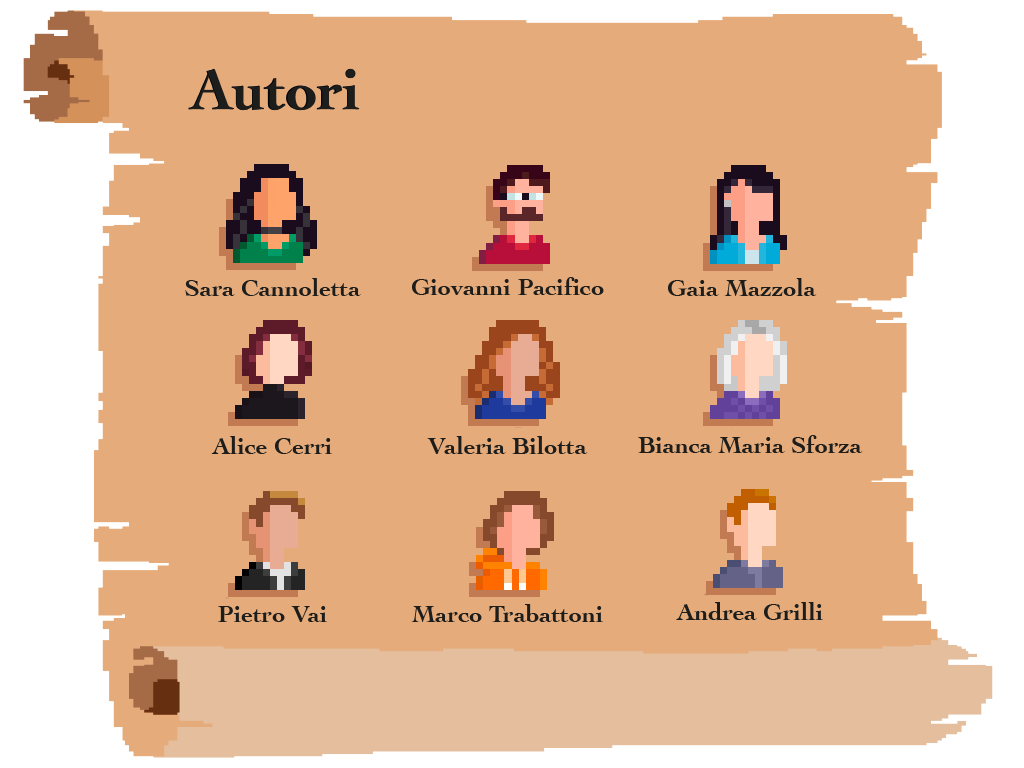 Autori
Sara Cannoletta
Giovanni Pacifico
Gaia Mazzola
Alice Cerri
Valeria Bilotta
Bianca Maria Sforza
Pietro Vai
Marco Trabattoni
Andrea Grilli